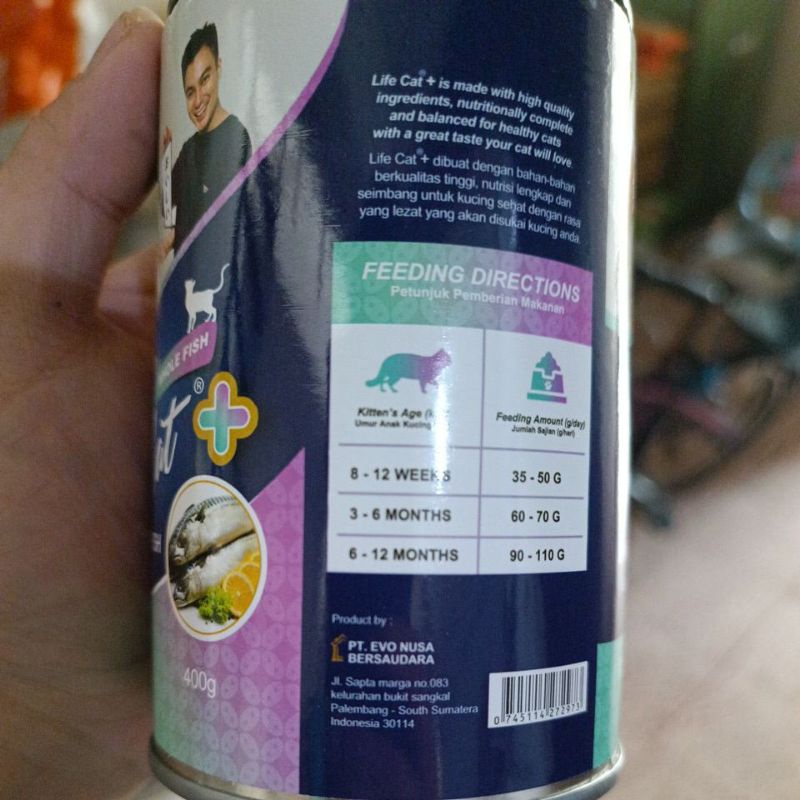 Life Cat®+ is made with high quality
ingredients, nutritionally complete
and balanced for healthy cats
with a great taste your cat will love
Life Cat®+ dibuat dengan bahan-bahan
berkualitas tinggi, nutrisi lengkap dan
seimbang untuk kucing sehat dengan rasa
yang lezat yang akan disukai kucing anda.
FEEDING DIRECTIONS
Petunjuk Pemberian Makanan
Kitten's Age
Umur Anak Kucing
Feeding Amount (g/day)
Jumlah Sajian (g/hari)
8 - 12 WEEKS
35 - 50 G
3 - 6 MONTHS
60 - 70 G
6 - 12 MONTHS
90 - 110 G
Product by :
PT. EVO NUSA
BERSAUDARA
Jl. Sapta marga no.083
kelurahan bukit sangkal
Palembang - South Sumatera
Indonesia 30114
0 745114 272973
FISH
®
400g